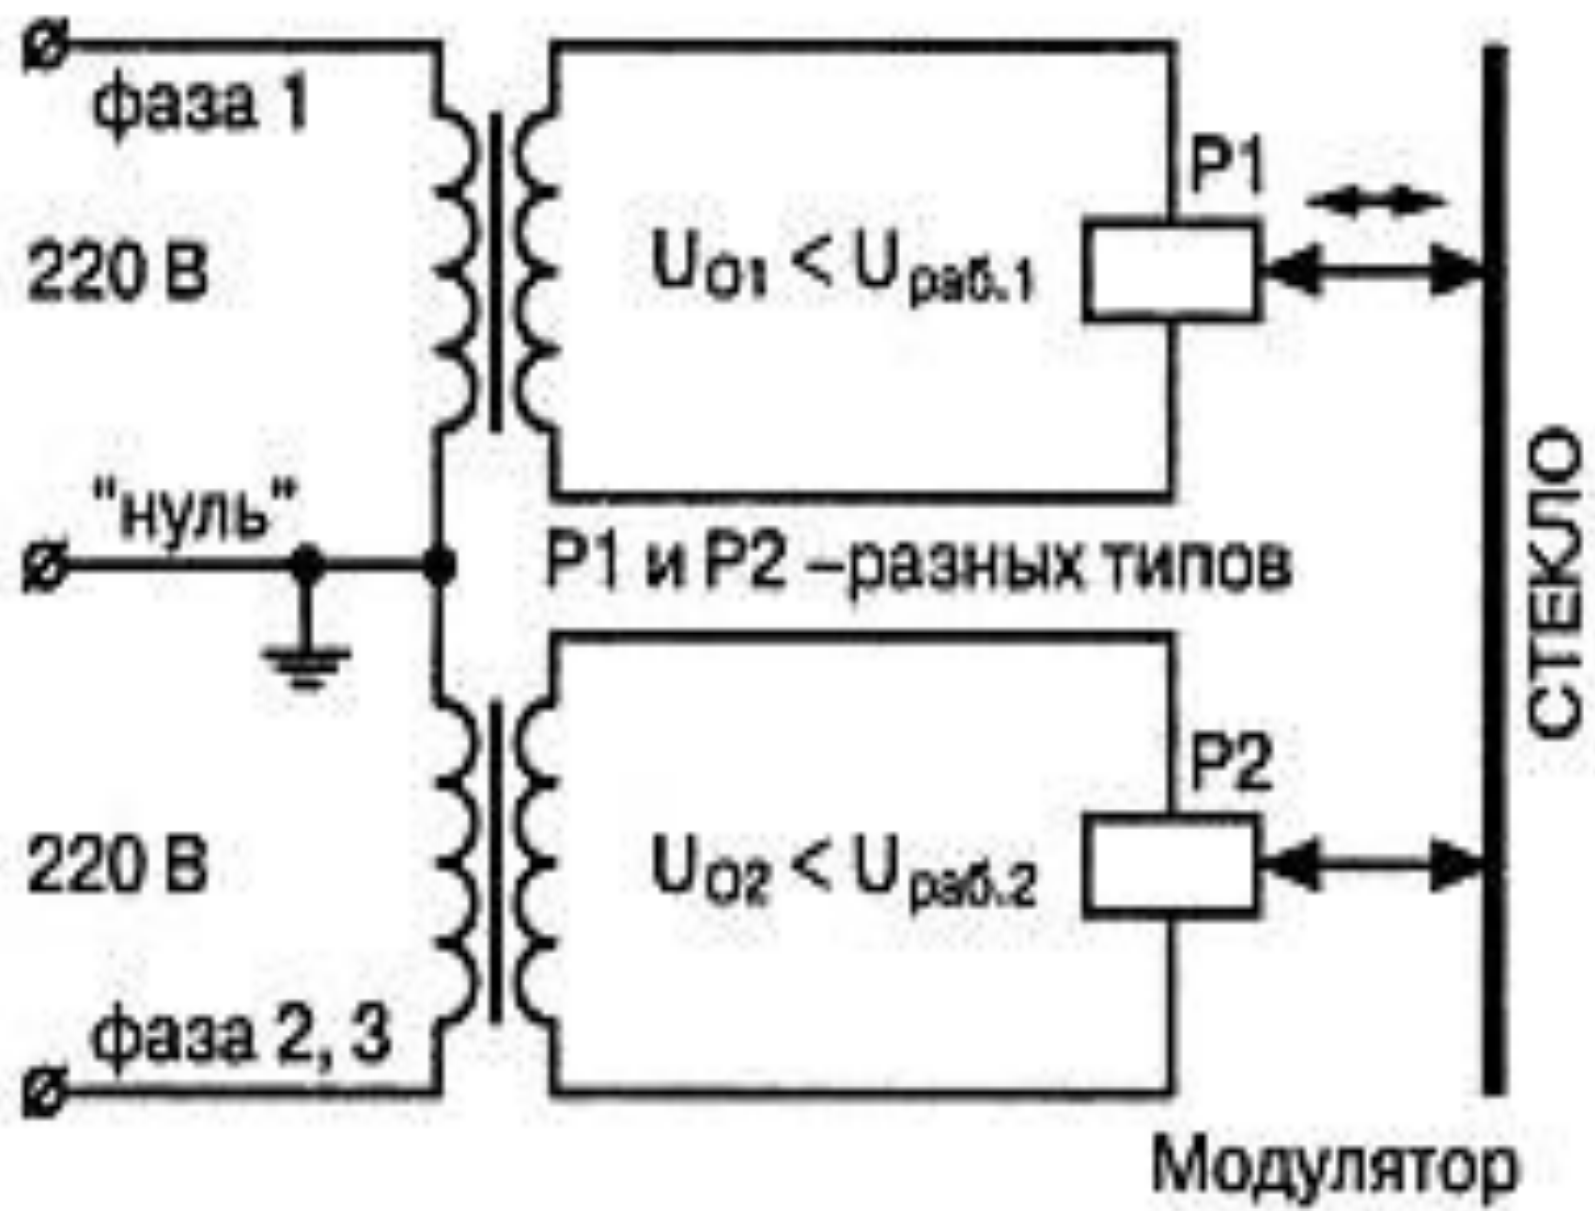 фаза 1
P1
220 В
U₀₁ < Uраб.1
"нуль"
P1 и P2 –разных типов
СТЕКЛО
P2
220 В
U₀₂ < Uраб.2
фаза 2, 3
Модулятор